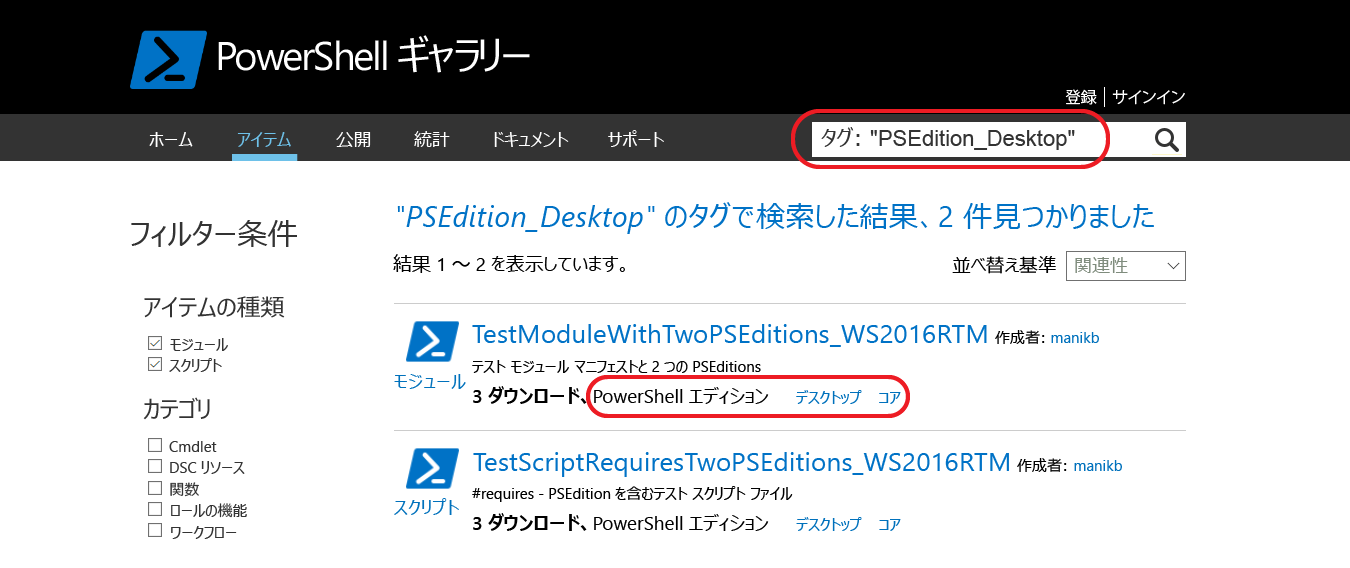 PowerShell ギャラリー
登録 | サインイン
ホーム アイテム 公開 統計 ドキュメント サポート タグ: "PSEdition_Desktop"
"PSEdition_Desktop" のタグで検索した結果、2 件見つかりました
フィルター条件
結果 1 ～ 2 を表示しています。 並べ替え基準 関連性
アイテムの種類
モジュール
スクリプト
カテゴリ
Cmdlet
DSC リソース
関数
ロールの機能
ワークフロー
TestModuleWithTwoPSEditions_WS2016RTM 作成者: manikb
テスト モジュール マニフェストと 2 つの PSEditions
モジュール
3 ダウンロード、PowerShell エディション デスクトップ コア
TestScriptRequiresTwoPSEditions_WS2016RTM 作成者: manikb
#requires - PSEdition を含むテスト スクリプト ファイル
スクリプト
3 ダウンロード、PowerShell エディション デスクトップ コア